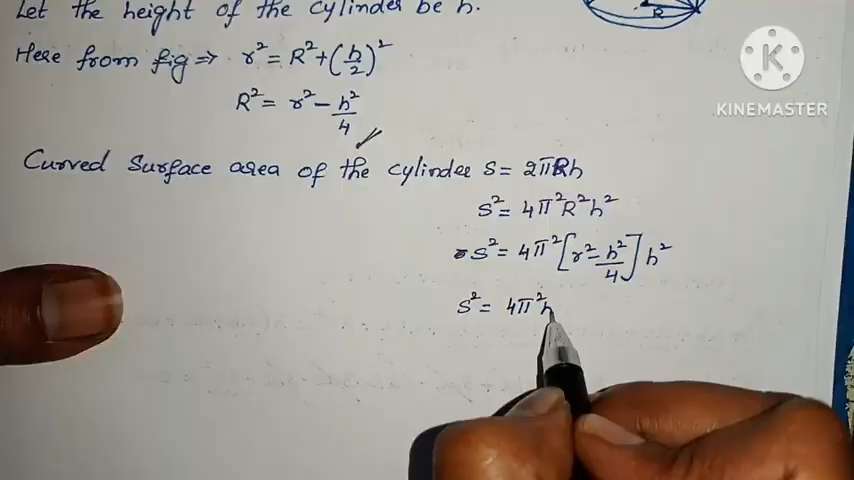 Let the height of the cylinder be h.
R
Here from fig ⇒ r² = R² + (h/2)²
R² = r² - h²/4
KINEMASTER
Curved Surface area of the cylinder S = 2πRh
S² = 4π²R²h²
S² = 4π² [r² - h²/4] h²
S² = 4π²h